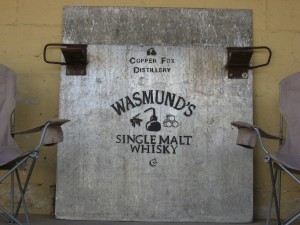 COPPER FOX
DISTILLERY
WASMUND'S
SINGLE MALT
WHISKY